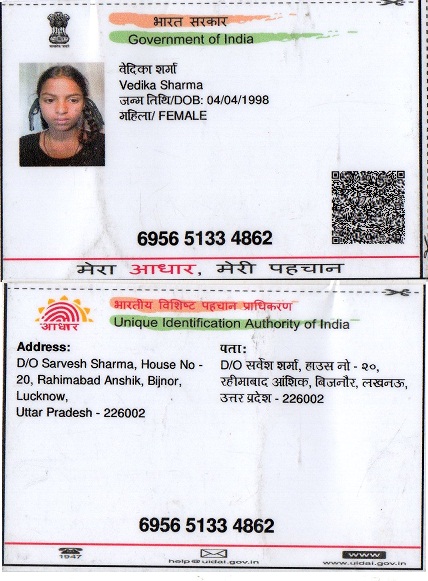 भारत सरकार
Government of India
वेदिका शर्मा
Vedika Sharma
जन्म तिथि/DOB: 04/04/1998
महिला/ FEMALE
6956 5133 4862
मेरा आधार, मेरी पहचान
भारतीय विशिष्ट पहचान प्राधिकरण
Unique Identification Authority of India
आधार
Address:
D/O Sarvesh Sharma, House No -
20, Rahimabad Anshik, Bijnor,
Lucknow,
Uttar Pradesh - 226002
पता:
D/O सर्वेश शर्मा, हाउस नो - २०,
रहीमाबाद आंशिक, बिजनौर, लखनऊ,
उत्तर प्रदेश - 226002
6956 5133 4862
1947
help@uidai.gov.in
www
www.uidai.gov.in